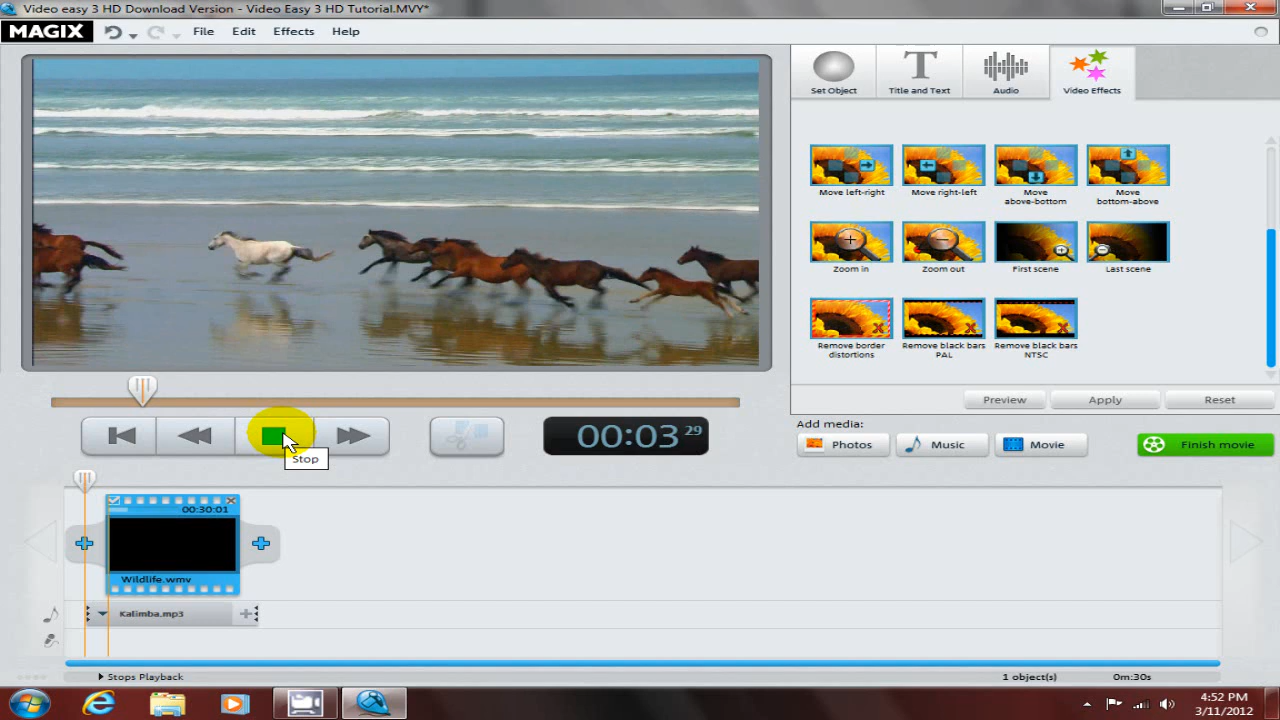 Video easy 3 HD Download Version - Video Easy 3 HD Tutorial.MVY*
MAGIX File Edit Effects Help
Set Object Title and Text Audio Video Effects
Move left-right Move right-left Move above-bottom Move bottom-above
Zoom in Zoom out First scene Last scene
Remove border distortions Remove black bars PAL Remove black bars NTSC
Preview Apply Reset
Add media:
Photos Music Movie Finish movie
00:03 29
Stop
00:30:01
Wildlife.wmv
Kalimba.mp3
Stops Playback 1 object(s) 0m:30s
4:52 PM
3/11/2012